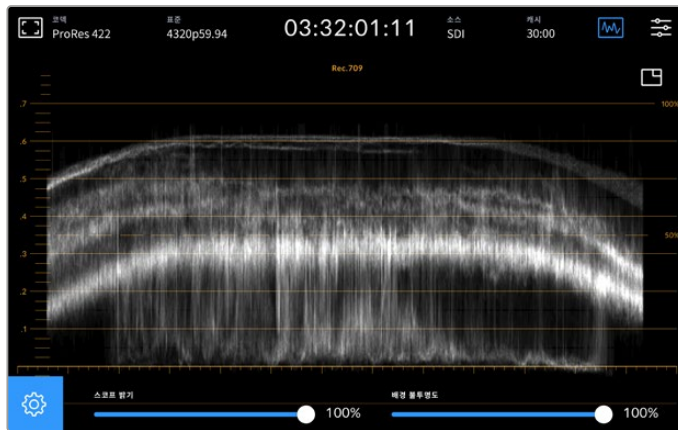 코덱
ProRes 422
표준
4320p59.94
03:32:01:11
소스
SDI
캐시
30:00
Rec.709
.7
100%
.6
.5
.4
50%
.3
.2
.1
스코프 밝기
100%
배경 불투명도
100%